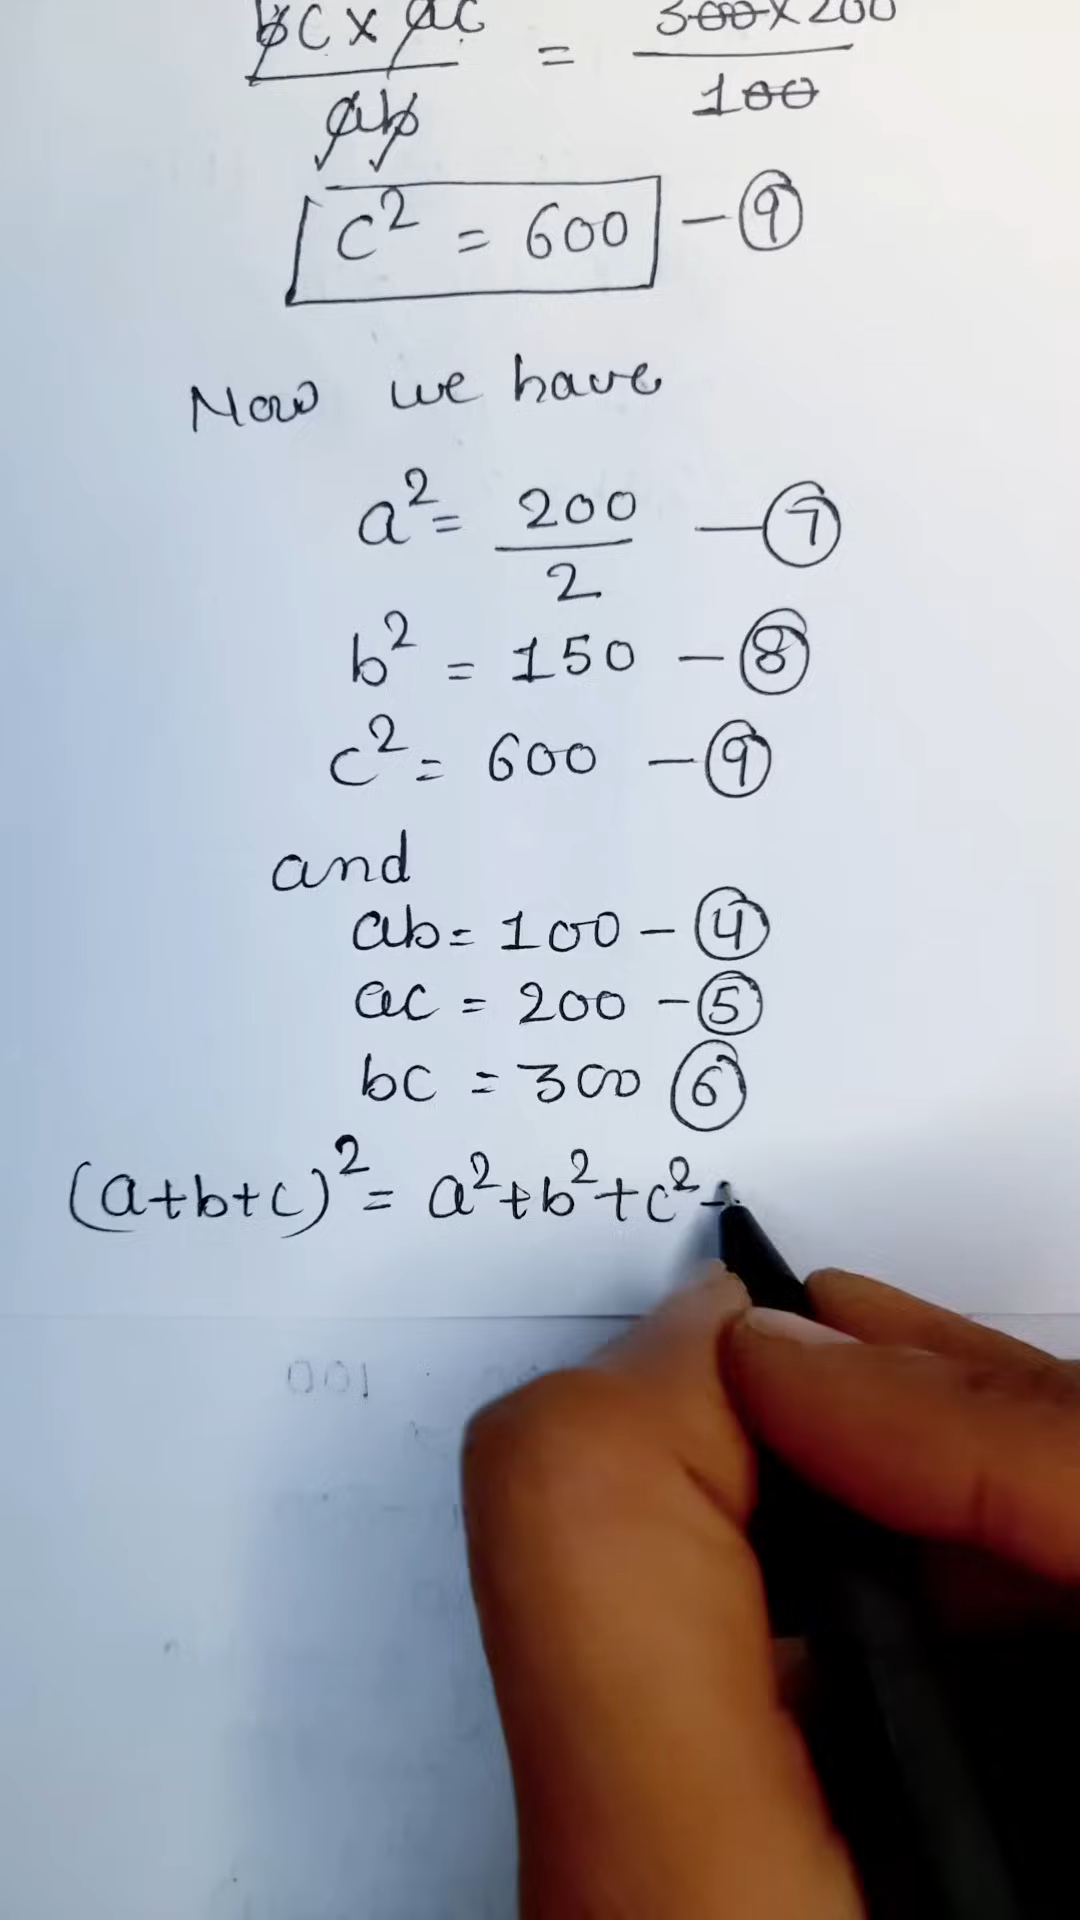 bc x ac / ab = 300 x 200 / 100
c² = 600 - ⑨
Now we have
a² = 200 / 2 - ⑦
b² = 150 - ⑧
c² = 600 - ⑨
and
ab = 100 - ④
ac = 200 - ⑤
bc = 300 ⑥
(a+b+c)² = a²+b²+c²
001